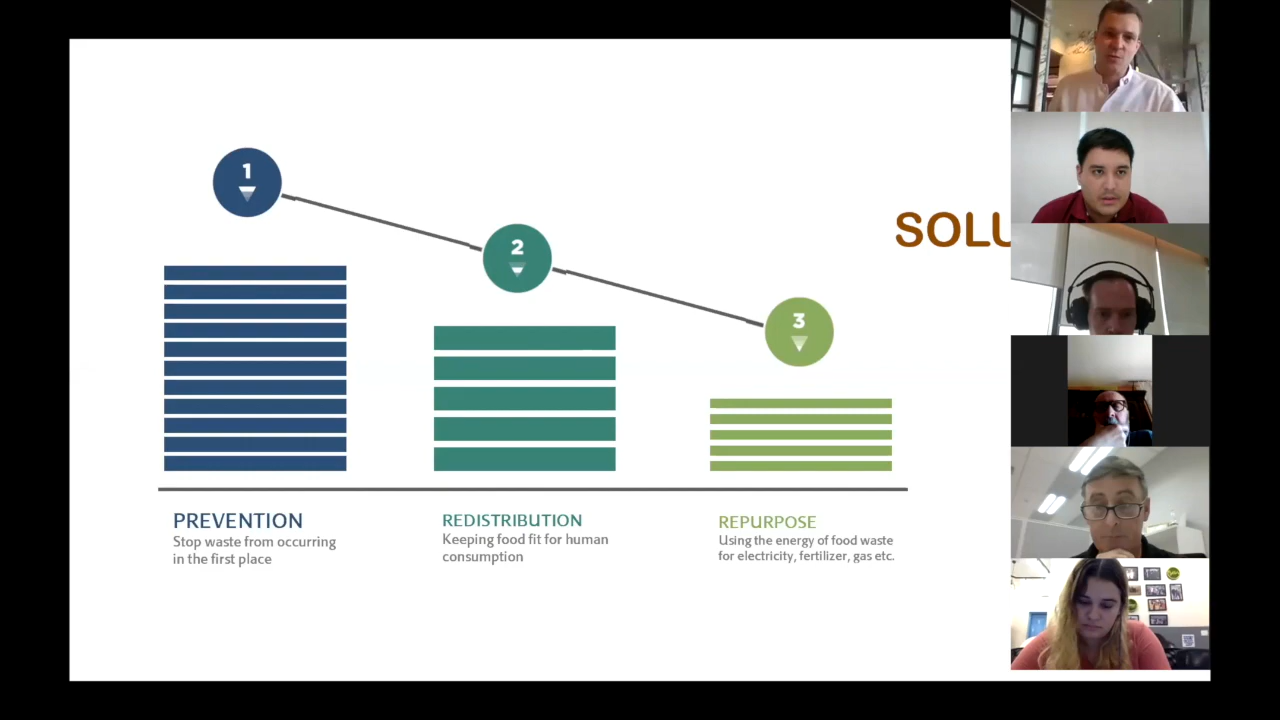 1
2
SOLU
3
PREVENTION
Stop waste from occurring
in the first place
REDISTRIBUTION
Keeping food fit for human
consumption
REPURPOSE
Using the energy of food waste
for electricity, fertilizer, gas etc.